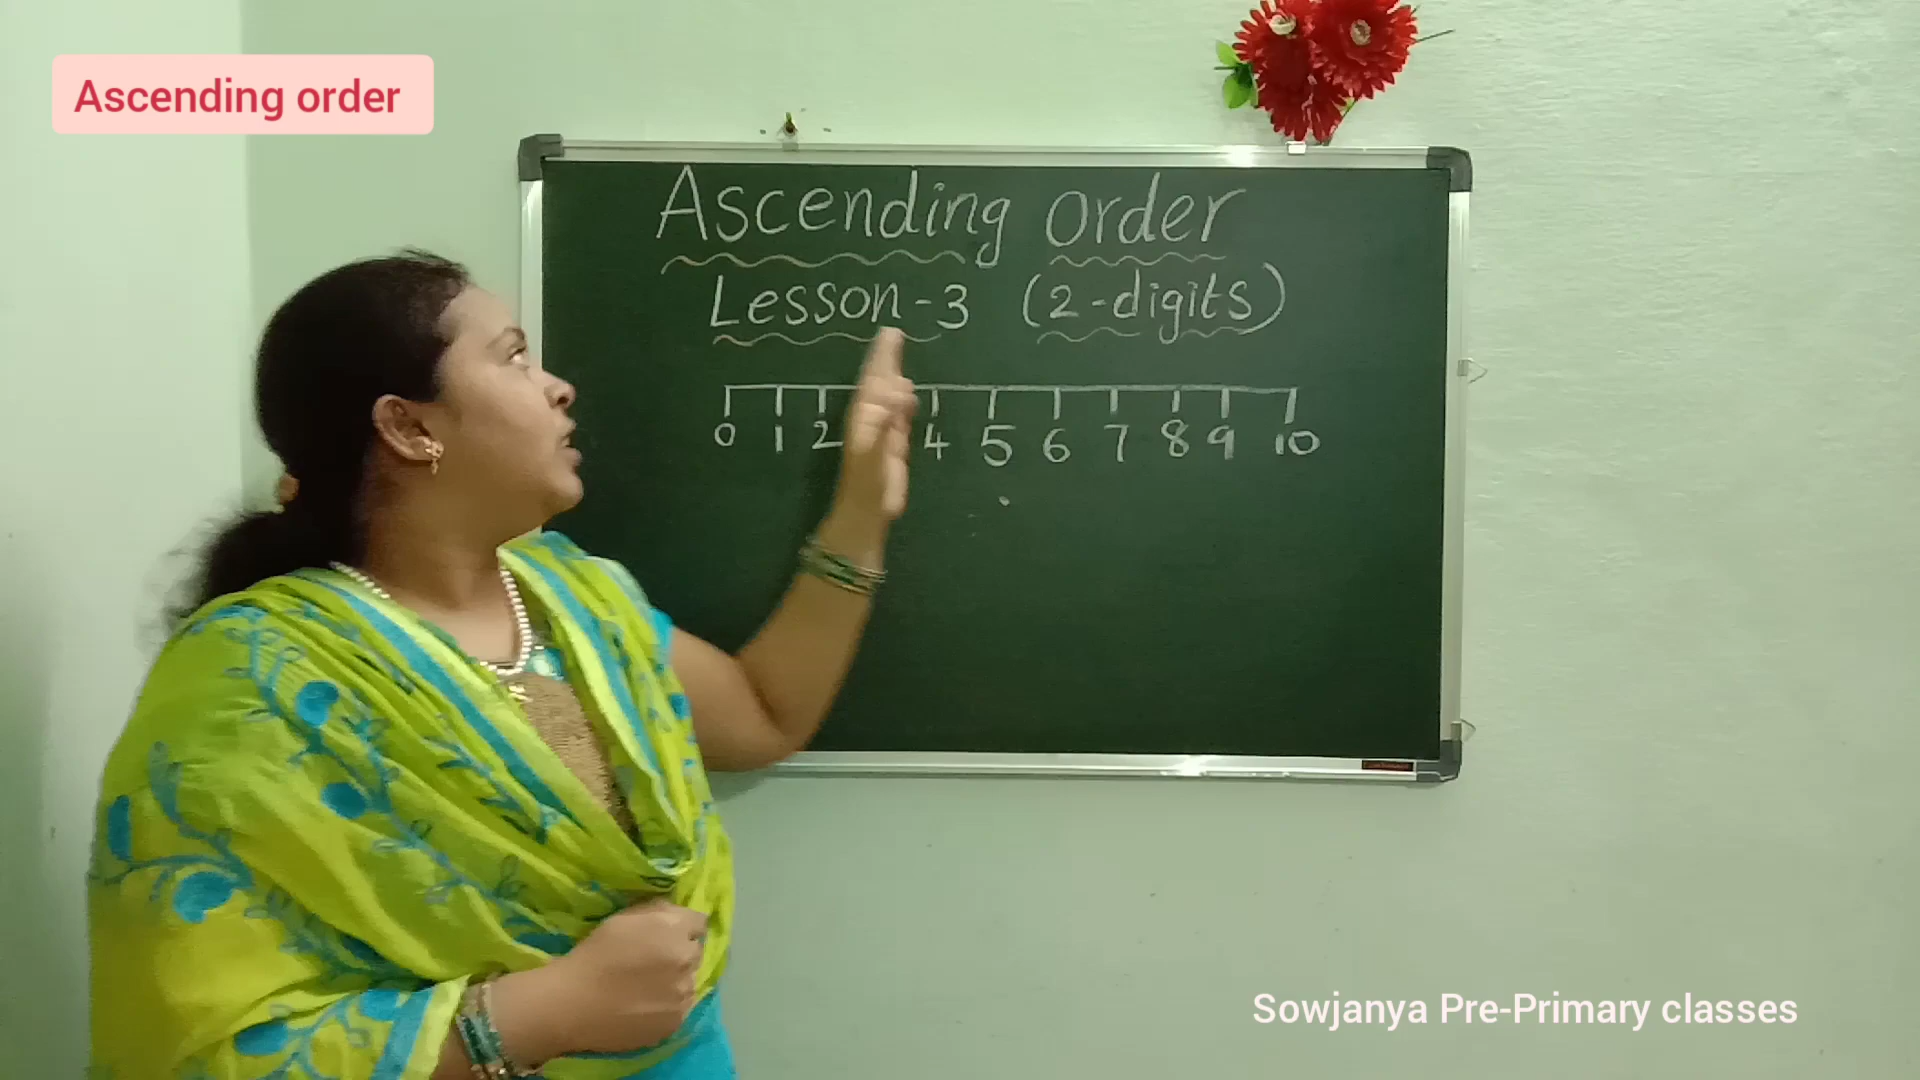 Ascending order
Ascending order
Lesson-3 (2-digits)
0 1 2 4 5 6 7 8 9 10
Sowjanya Pre-Primary classes